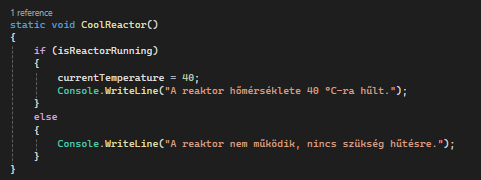 1 reference
static void CoolReactor()
{
if (isReactorRunning)
{
currentTemperature = 40;
Console.WriteLine("A reaktor hőmérséklete 40 °C-ra hűlt.");
}
else
{
Console.WriteLine("A reaktor nem működik, nincs szükség hűtésre.");
}
}